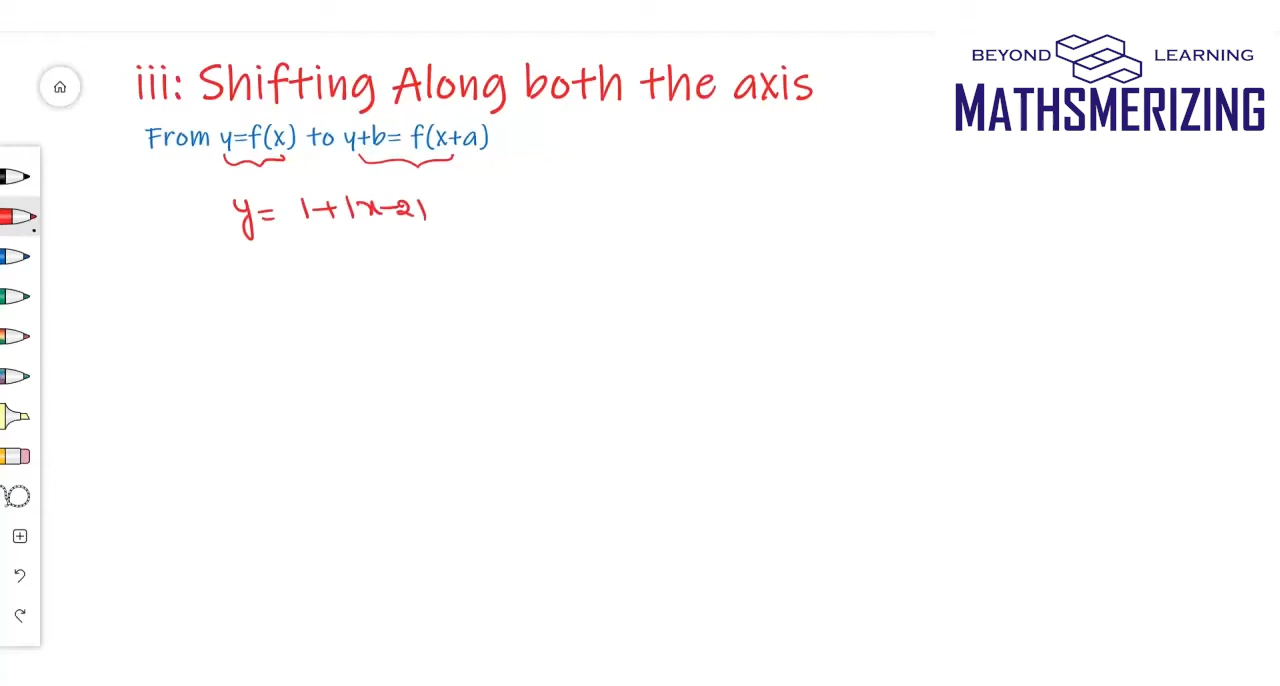 BEYOND LEARNING
MATHSMERIZING
iii: Shifting Along both the axis
From y=f(x) to y+b= f(x+a)
y= 1+|x-2|